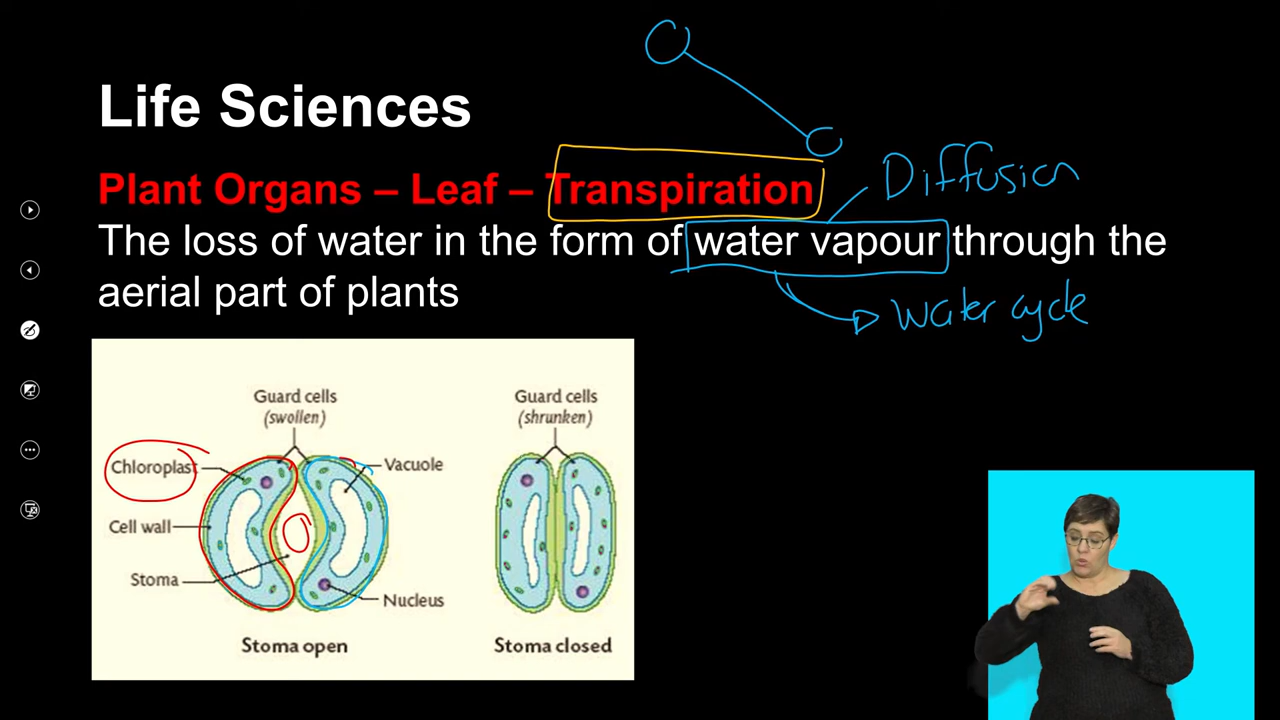 Life Sciences
Diffusion
Plant Organs – Leaf – Transpiration
The loss of water in the form of water vapour through the
aerial part of plants
Water cycle
Guard cells
(swollen)
Chloroplast
Vacuole
Cell wall
Stoma
Nucleus
Stoma open
Guard cells
(shrunken)
Stoma closed